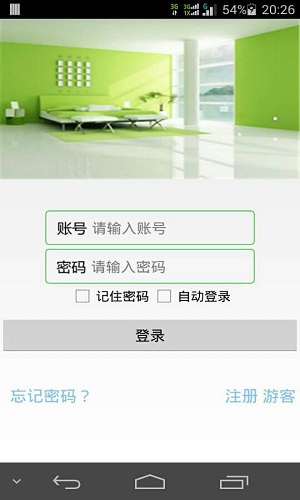 3G 3G 1X G 54% 20:26
账号 请输入账号
密码 请输入密码
记住密码 自动登录
登录
忘记密码？ 注册 游客